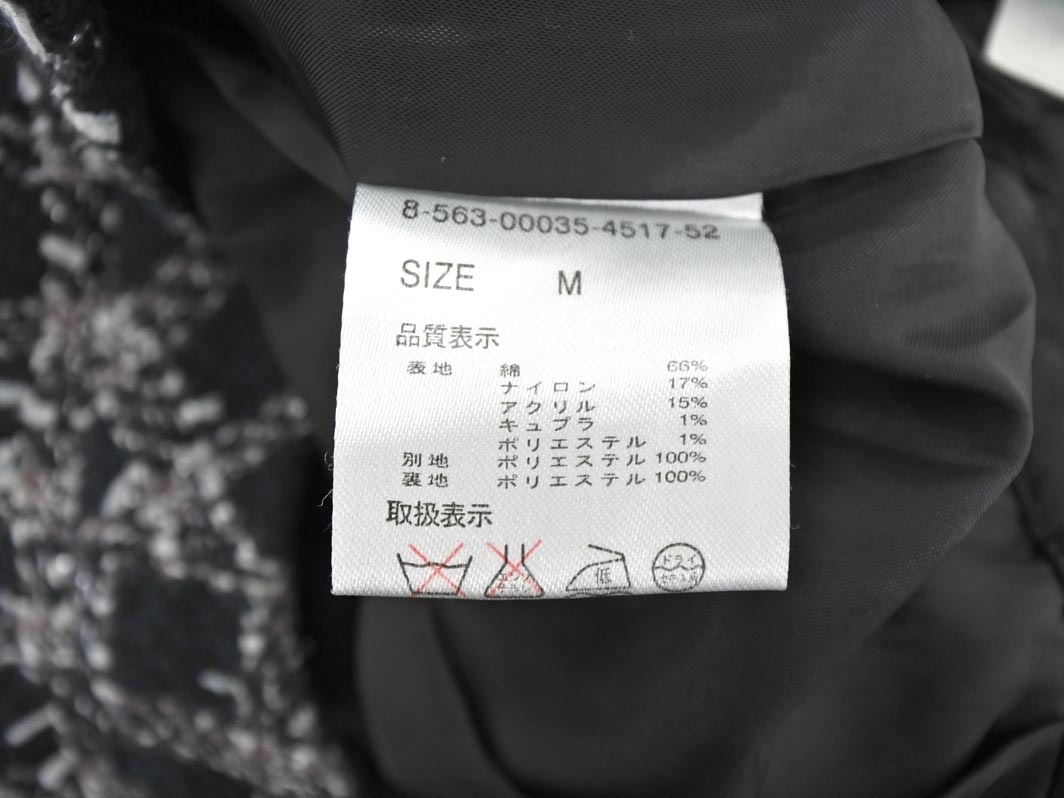 8-563-00035-4517-52
SIZE M
品質表示
表地 綿 66%
ナイロン 17%
アクリル 15%
キュプラ 1%
ポリエステル 1%
別地 ポリエステル 100%
裏地 ポリエステル 100%
取扱表示
低 ドライ